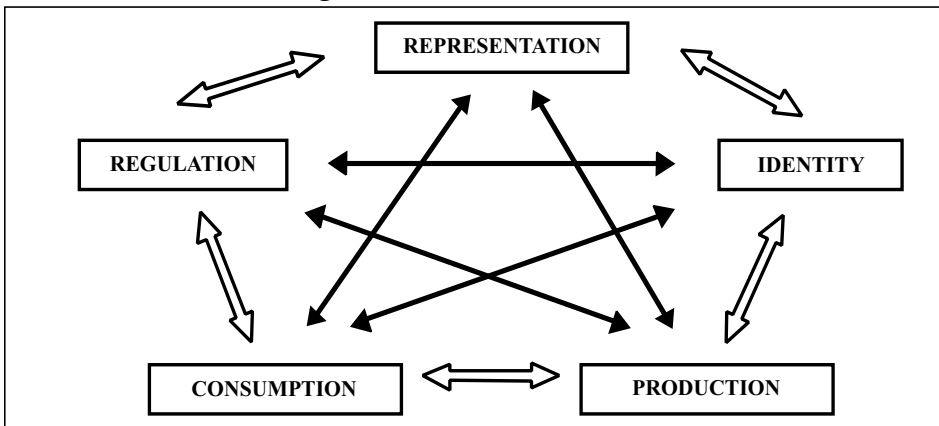 REPRESENTATION
REGULATION
IDENTITY
CONSUMPTION
PRODUCTION